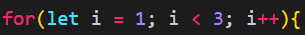 for(let i = 1; i < 3; i++){